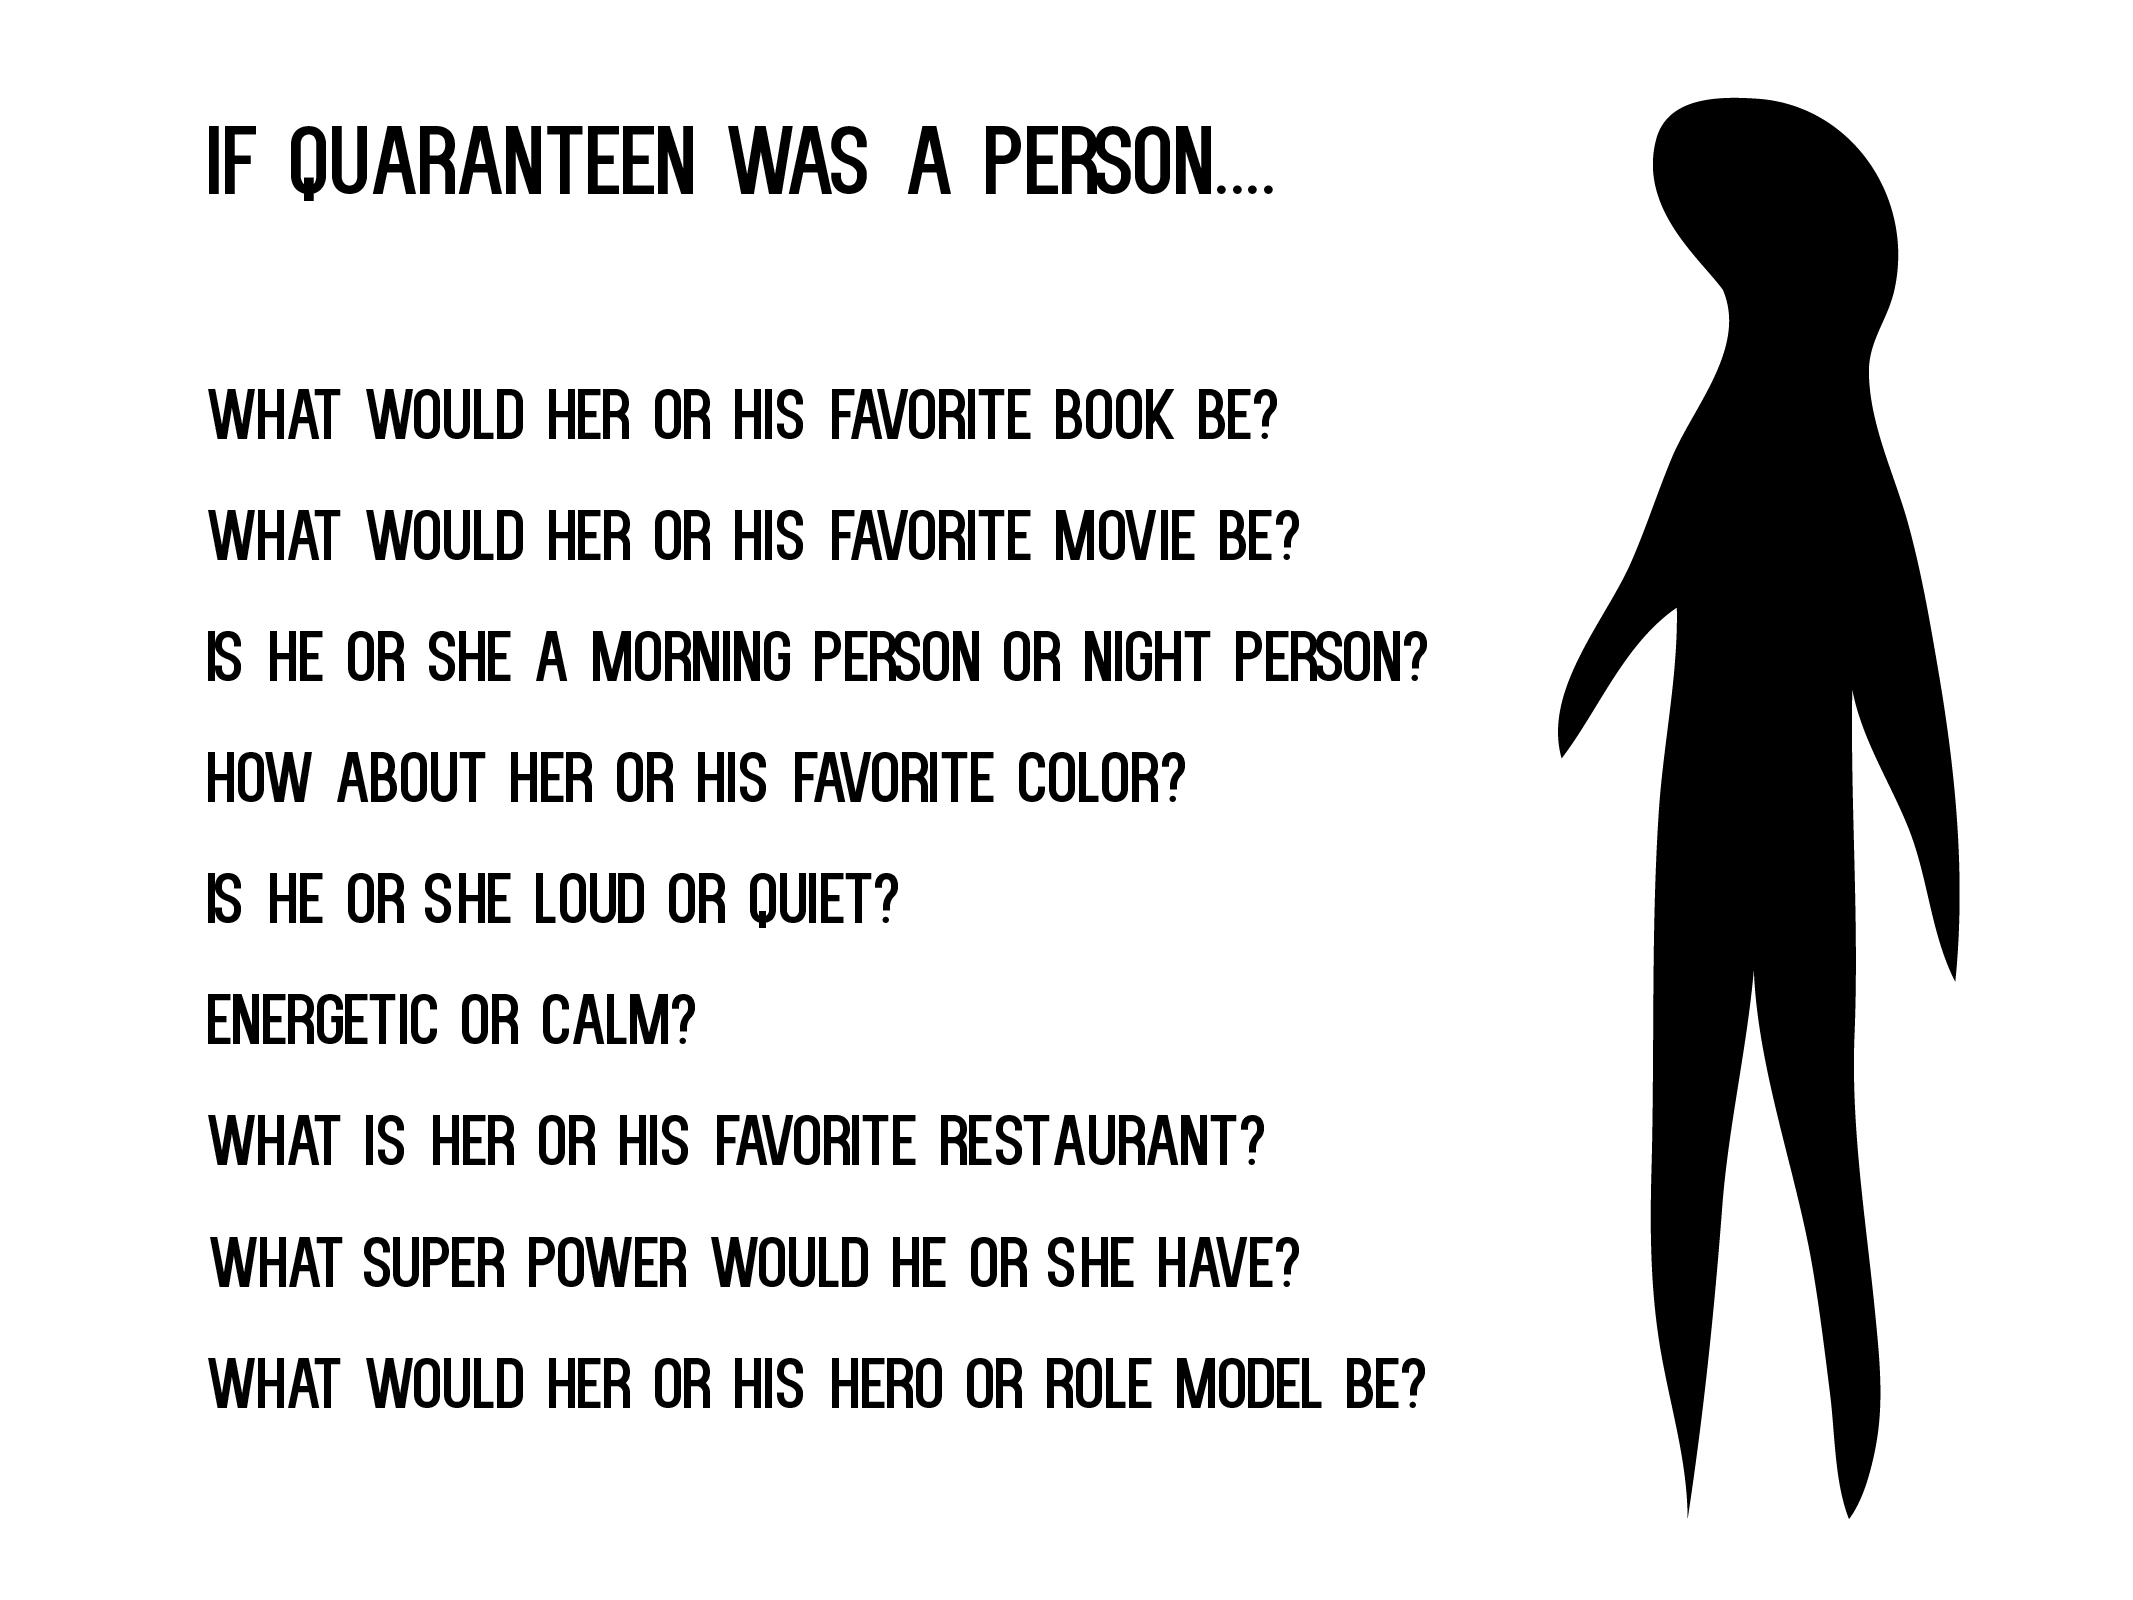 IF QUARANTEEN WAS A PERSON....
WHAT WOULD HER OR HIS FAVORITE BOOK BE?
WHAT WOULD HER OR HIS FAVORITE MOVIE BE?
IS HE OR SHE A MORNING PERSON OR NIGHT PERSON?
HOW ABOUT HER OR HIS FAVORITE COLOR?
IS HE OR SHE LOUD OR QUIET?
ENERGETIC OR CALM?
WHAT IS HER OR HIS FAVORITE RESTAURANT?
WHAT SUPER POWER WOULD HE OR SHE HAVE?
WHAT WOULD HER OR HIS HERO OR ROLE MODEL BE?